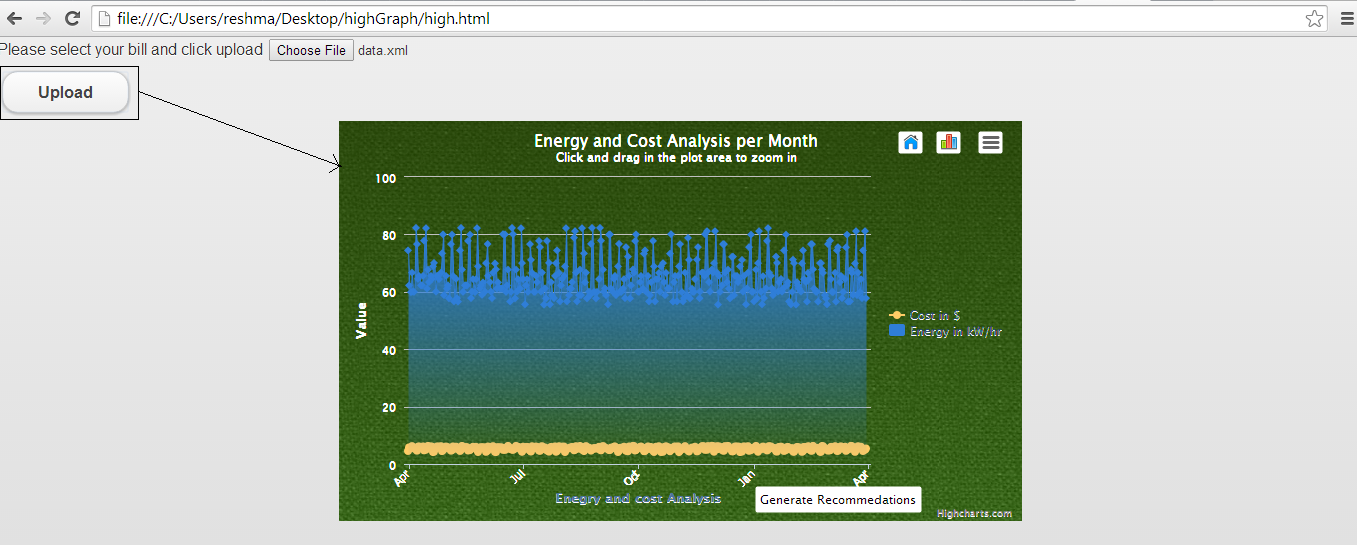 file:///C:/Users/reshma/Desktop/highGraph/high.html
Please select your bill and click upload Choose File data.xml
Upload
Energy and Cost Analysis per Month
Click and drag in the plot area to zoom in
100
80
60
40
20
0
Value
Apr Jul Oct Jan Apr
Cost in $
Energy in kW/hr
Enegry and cost Analysis
Generate Recommedations
Highcharts.com